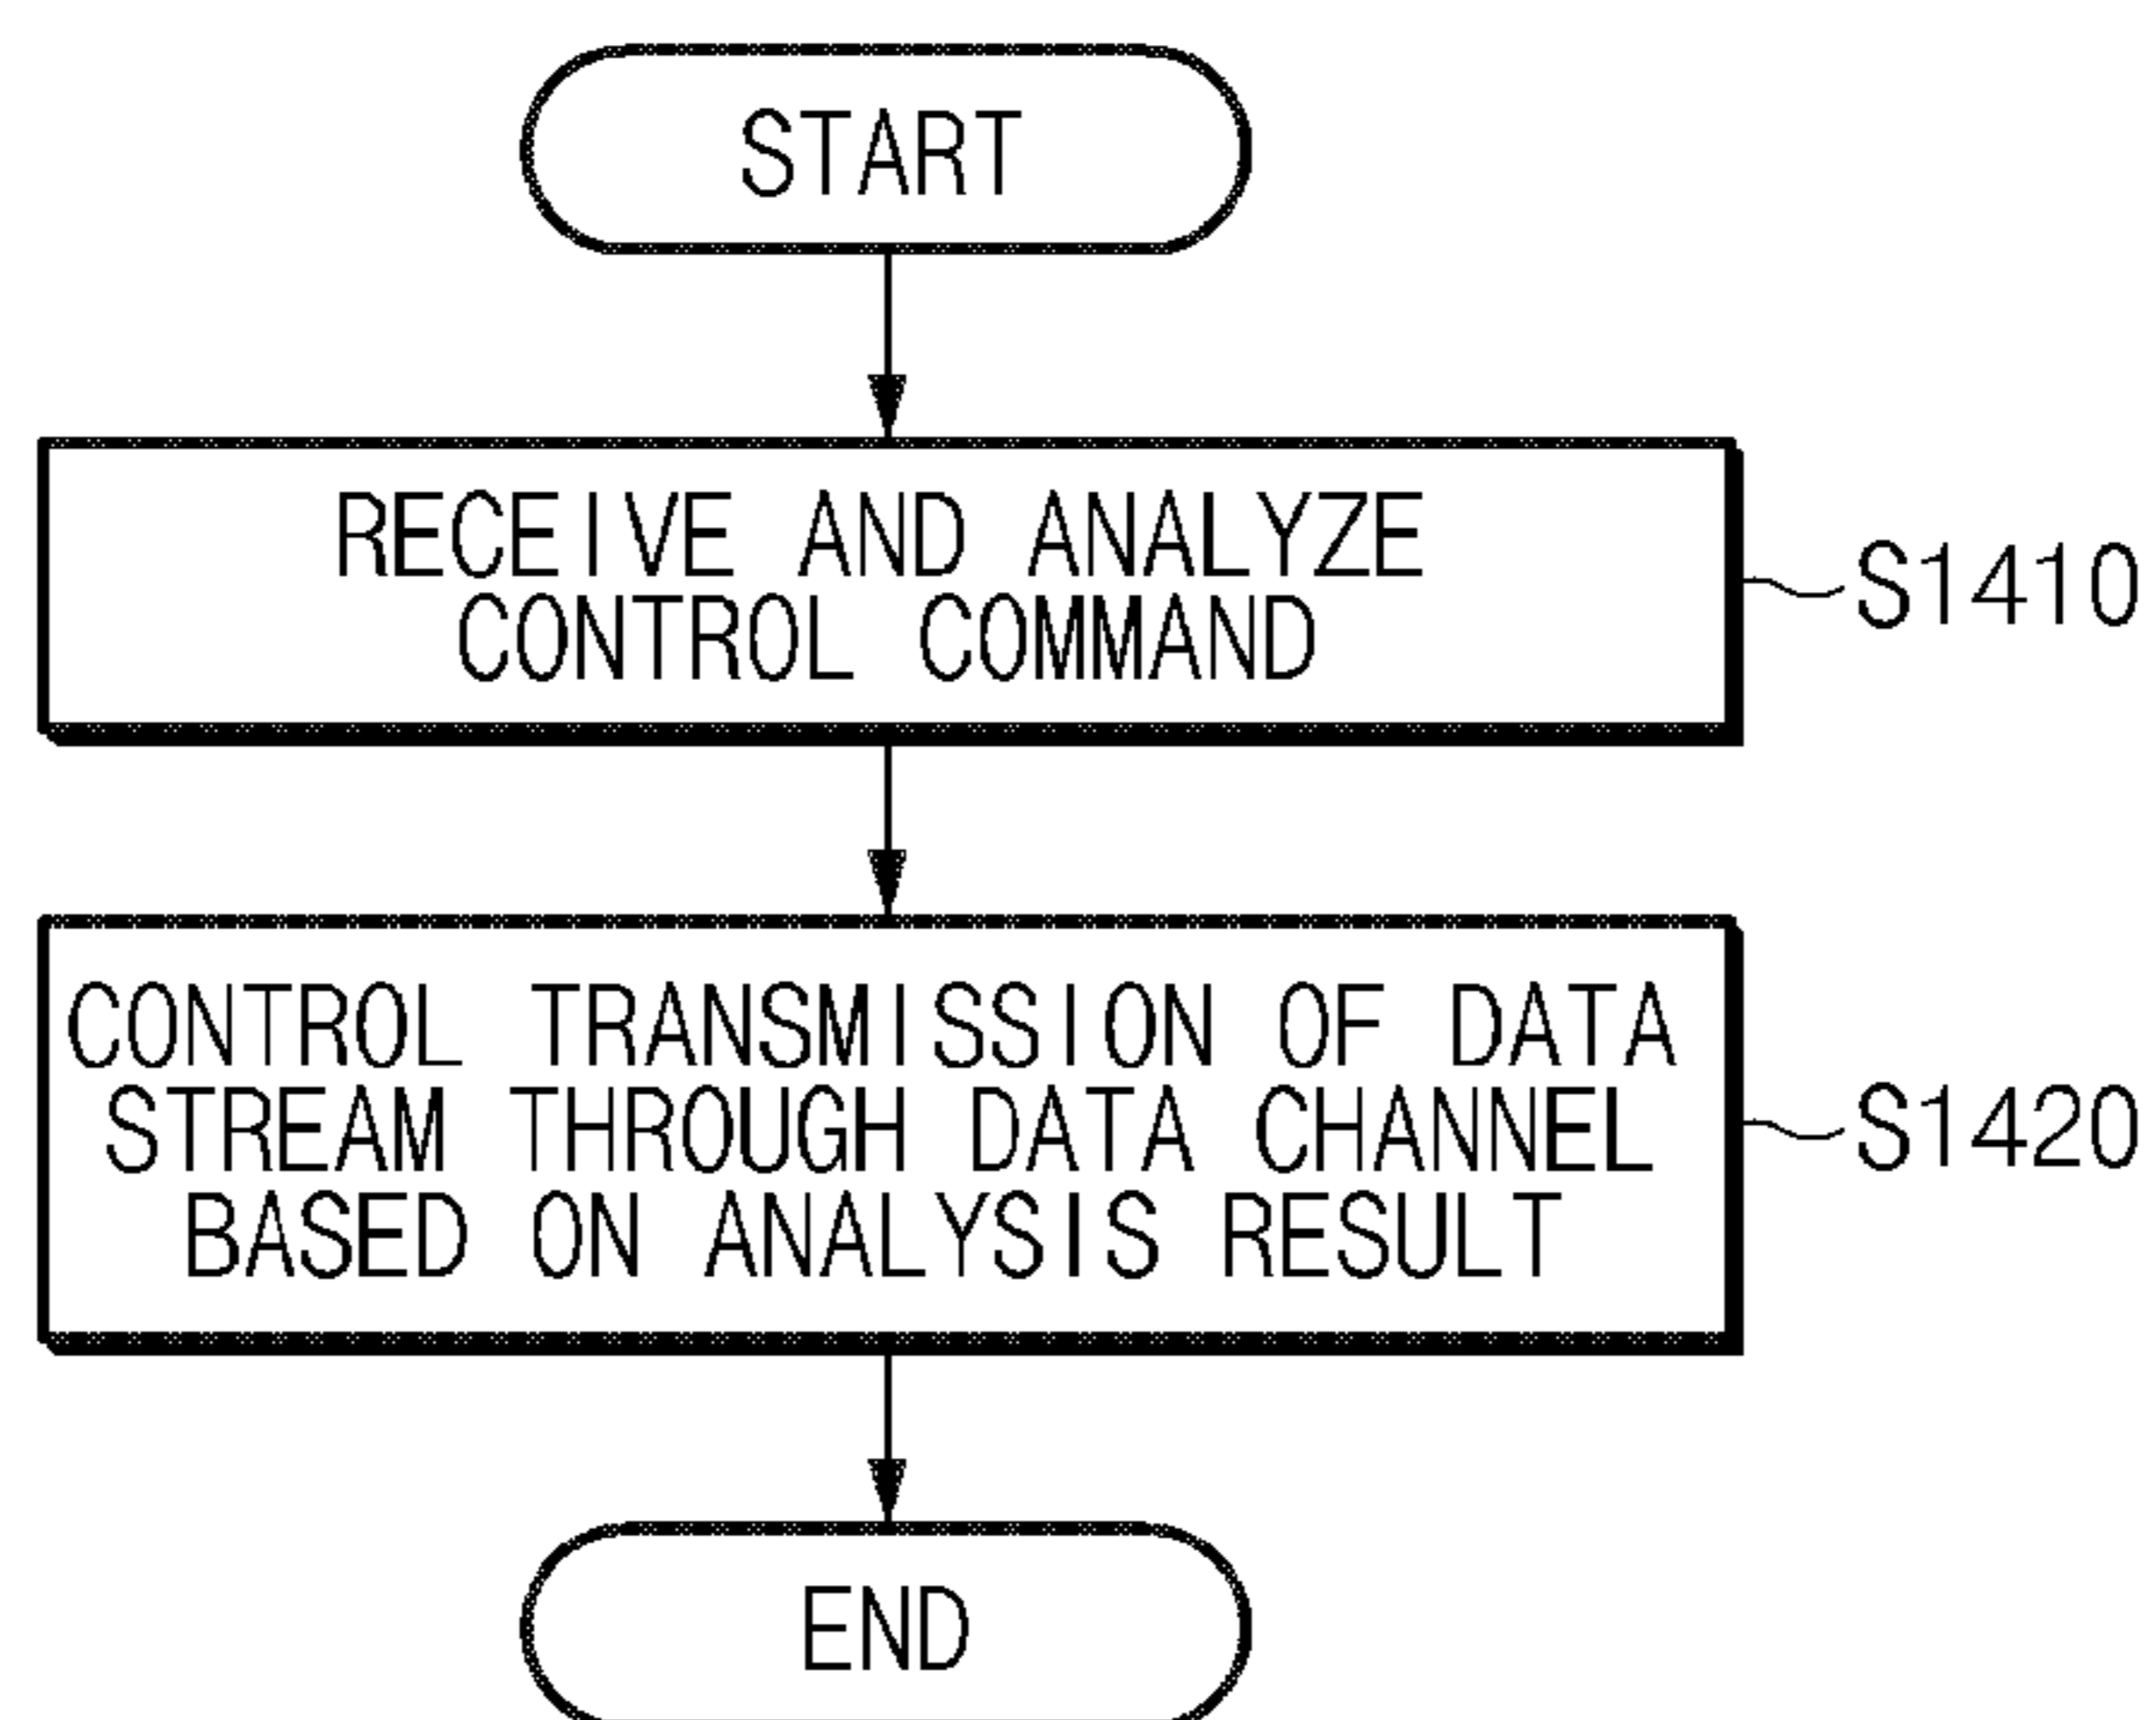 START
RECEIVE AND ANALYZE
CONTROL COMMAND
S1410
CONTROL TRANSMISSION OF DATA
STREAM THROUGH DATA CHANNEL
BASED ON ANALYSIS RESULT
S1420
END